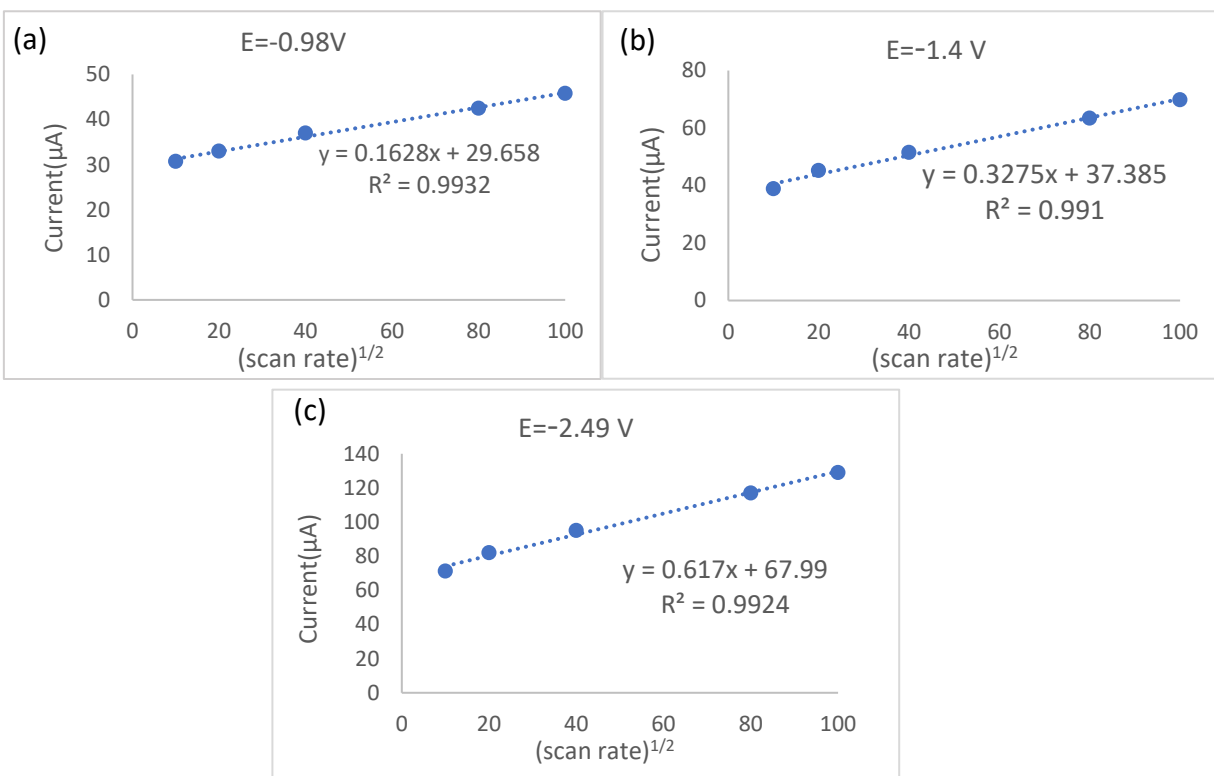 (a)
E=-0.98V
50
40
30
20
10
0
Current(µA)
y = 0.1628x + 29.658
R² = 0.9932
0 20 40 60 80 100
(scan rate)¹/²
(b)
E=-1.4 V
80
60
40
20
0
Current(µA)
y = 0.3275x + 37.385
R² = 0.991
0 20 40 60 80 100
(scan rate)¹/²
(c)
E=-2.49 V
140
120
100
80
60
40
20
0
Current(µA)
y = 0.617x + 67.99
R² = 0.9924
0 20 40 60 80 100
(scan rate)¹/²